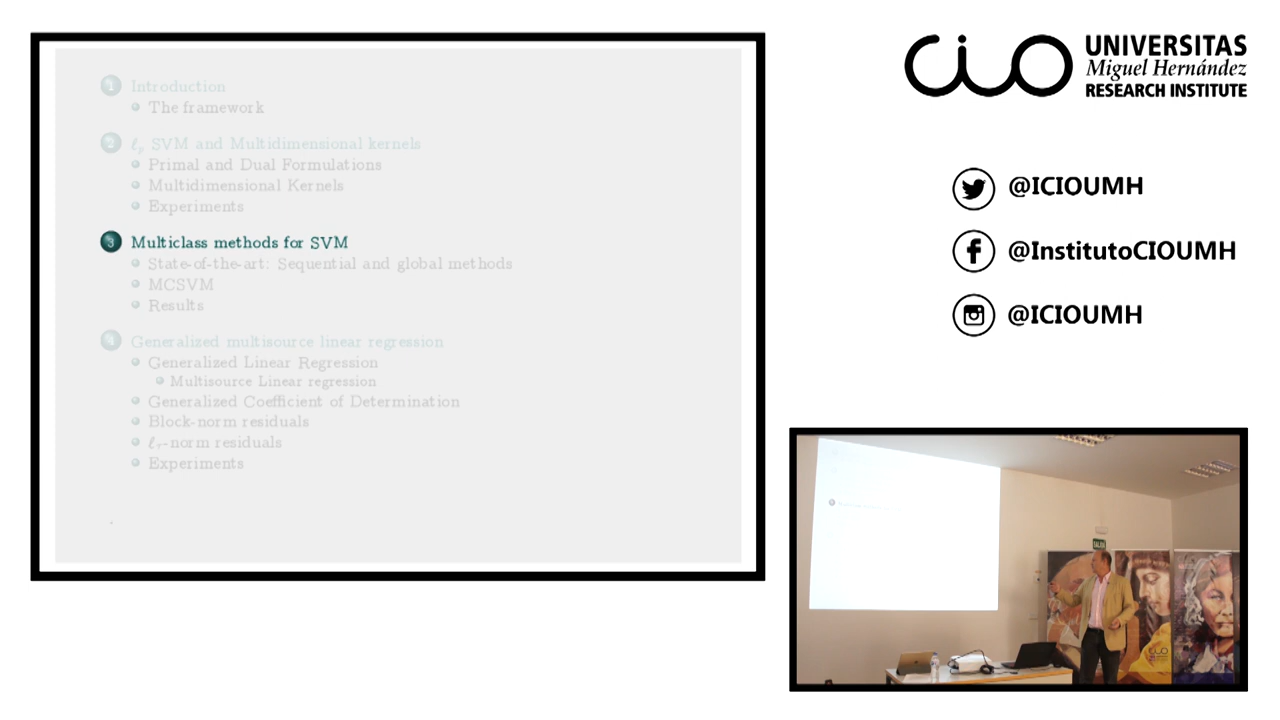 1 Introduction
The framework
2 ℓp SVM and Multidimensional kernels
Primal and Dual Formulations
Multidimensional Kernels
Experiments
3 Multiclass methods for SVM
State-of-the-art: Sequential and global methods
MCSVM
Results
4 Generalized multisource linear regression
Generalized Linear Regression
Multisource Linear regression
Generalized Coefficient of Determination
Block-norm residuals
ℓτ-norm residuals
Experiments
cio
UNIVERSITAS
Miguel Hernández
RESEARCH INSTITUTE
@ICIOUMH
@InstitutoCIOUMH
@ICIOUMH
SALIDA